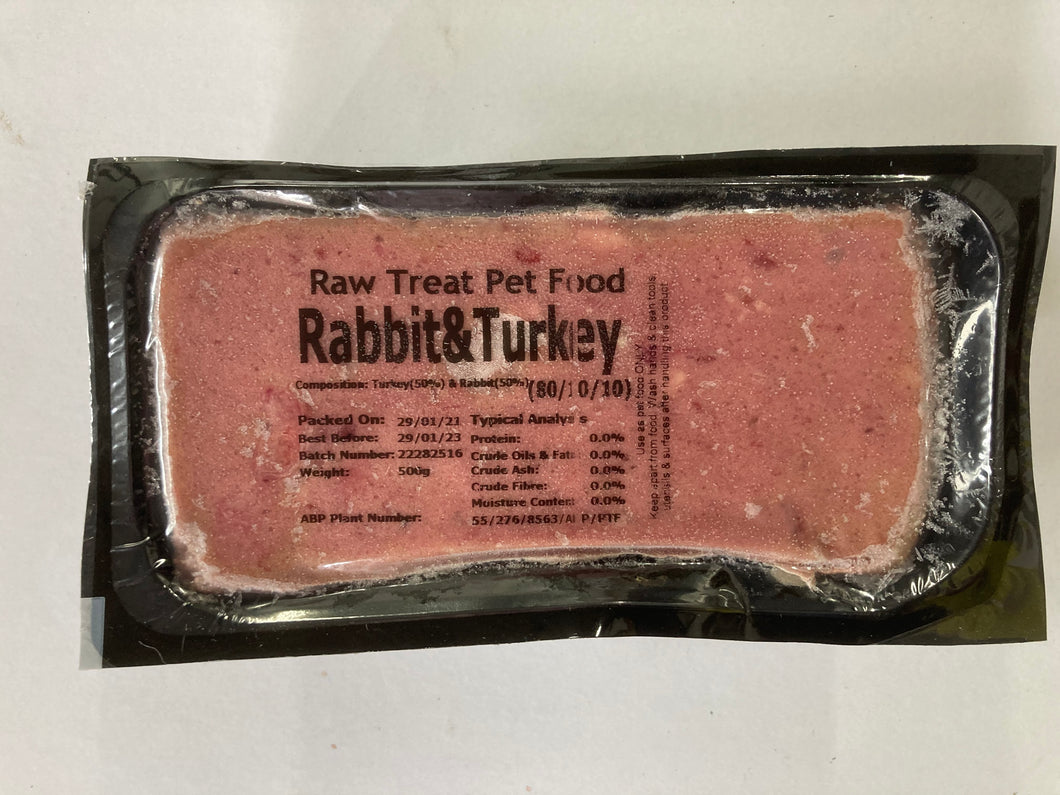 Raw Treat Pet Food
Rabbit&Turkey
Composition: Turkey(50%) & Rabbit(50%)(80/10/10)
Packed On: 29/01/21
Best Before: 29/01/23
Batch Number: 22282516
Weight: 500g
Typical Analysis
Protein: 0.0%
Crude Oils & Fat: 0.0%
Crude Ash: 0.0%
Crude Fibre: 0.0%
Moisture Content: 0.0%
ABP Plant Number: 55/276/8563/A P/PTF
Use as pet food ONLY
Keep apart from food. Wash hands & clean tools,
utensils & surfaces after handling this product